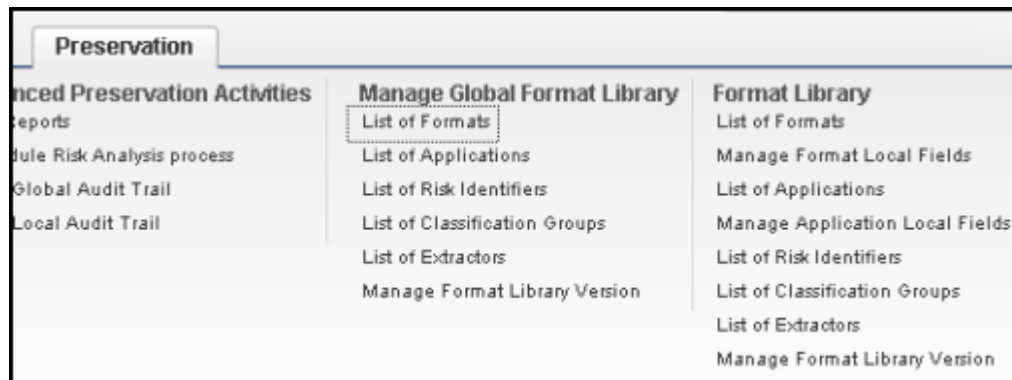 Preservation
nced Preservation Activities
Reports
dule Risk Analysis process
Global Audit Trail
Local Audit Trail
Manage Global Format Library
List of Formats
List of Applications
List of Risk Identifiers
List of Classification Groups
List of Extractors
Manage Format Library Version
Format Library
List of Formats
Manage Format Local Fields
List of Applications
Manage Application Local Fields
List of Risk Identifiers
List of Classification Groups
List of Extractors
Manage Format Library Version